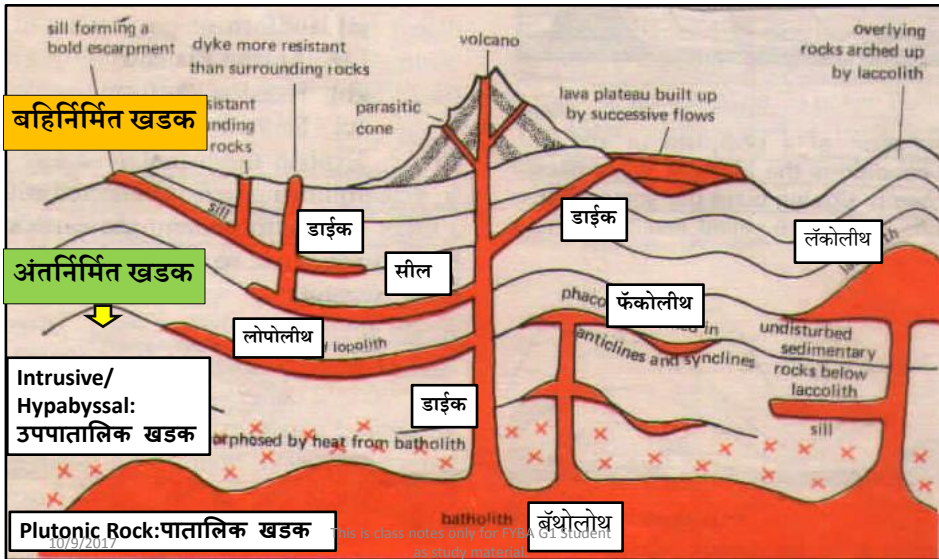 sill forming a
bold escarpment
dyke more resistant
than surrounding rocks
volcano
overlying
rocks arched up
by laccolith
बहिर्निर्मित खडक
rocks
parasitic
cone
lava plateau built up
by successive flows
sill
डाईक
डाईक
लॅकोलीथ
अंतर्निर्मित खडक
सील
फॅकोलीथ
in
anticlines and synclines
undisturbed
sedimentary
rocks below
laccolith
लोपोलीथ
lopolith
Intrusive/
Hypabyssal:
उपपातालिक खडक
डाईक
sill
orphosed by heat from batholith
batholith
बॅथोलोथ
Plutonic Rock:पातालिक खडक
10/9/2017
This is class notes only for FYBA G1 Student
as study material.